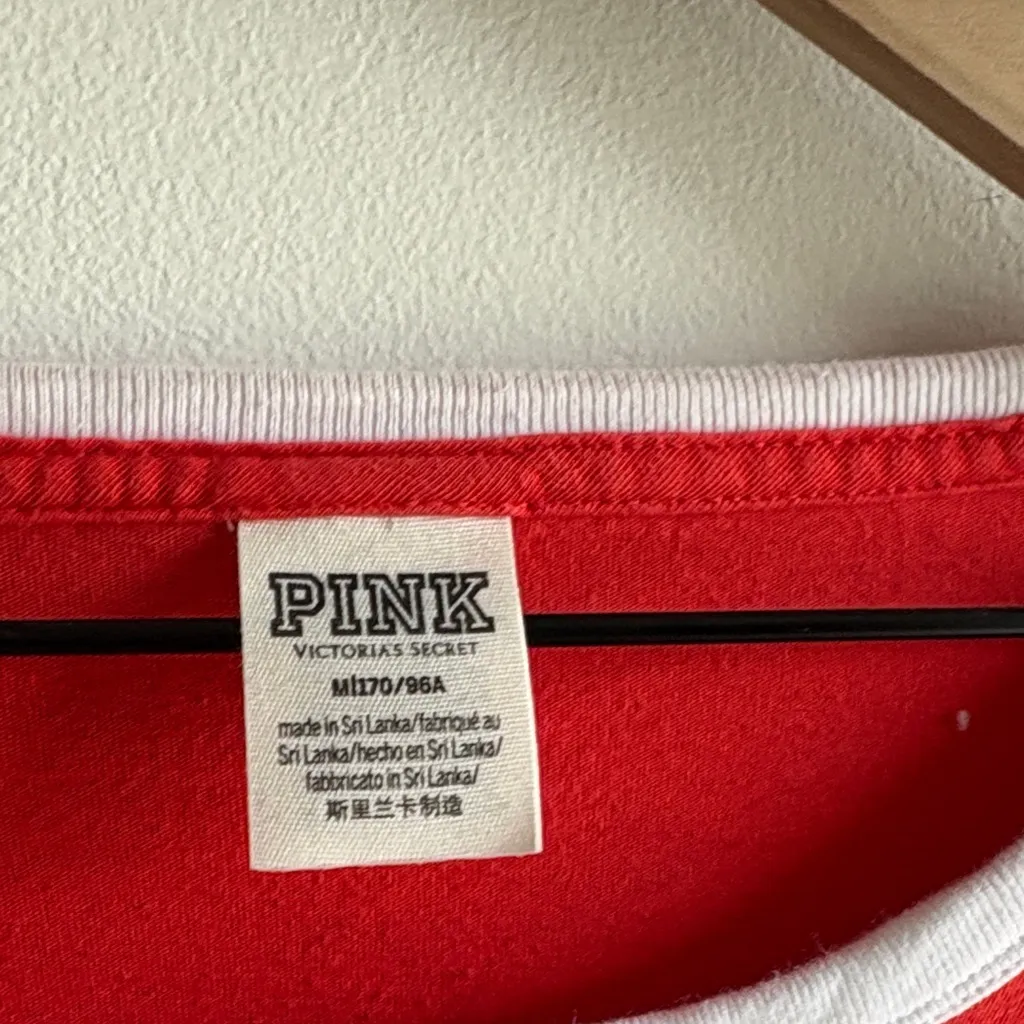 PINK
VICTORIA'S SECRET
M|170/96A
made in Sri Lanka/fabriqué au
Sri Lanka/hecho en Sri Lanka/
fabbricato in Sri Lanka/
斯里兰卡制造